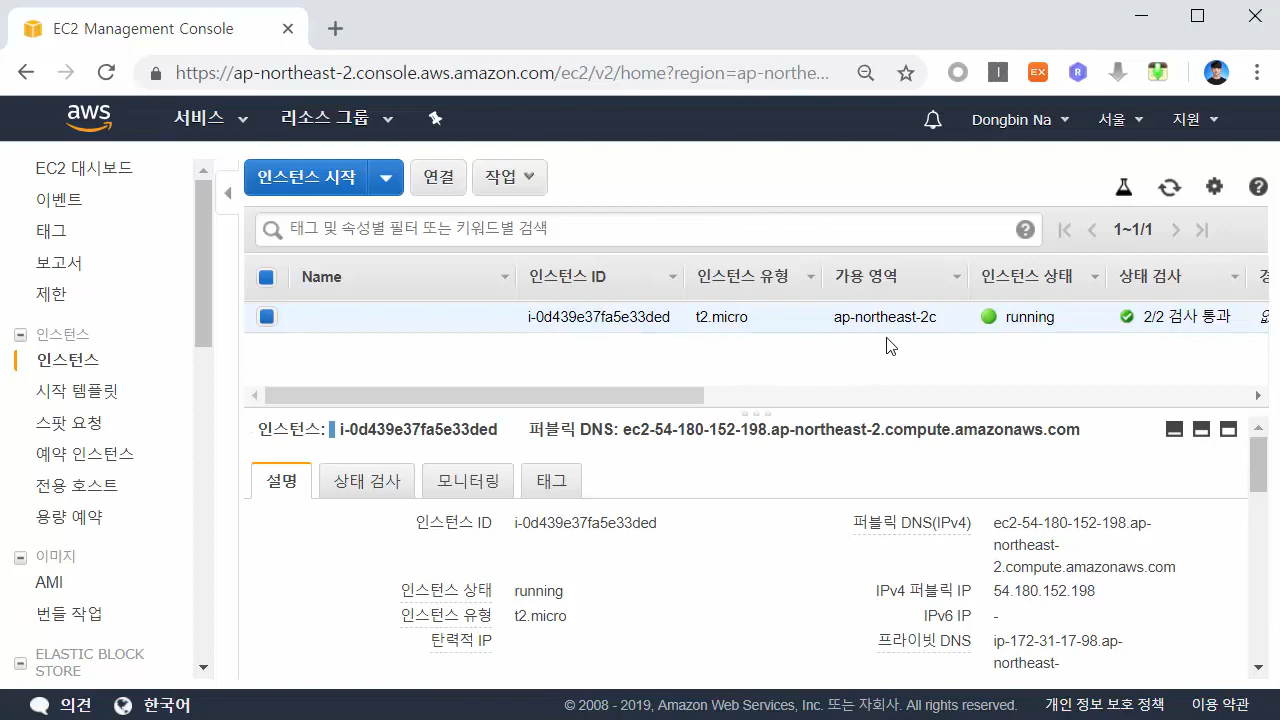 EC2 Management Console
https://ap-northeast-2.console.aws.amazon.com/ec2/v2/home?region=ap-northe...
EX
R
aws
서비스
리소스 그룹
Dongbin Na
서울
지원
EC2 대시보드
이벤트
태그
보고서
제한
인스턴스
인스턴스
시작 템플릿
스팟 요청
예약 인스턴스
전용 호스트
용량 예약
이미지
AMI
번들 작업
ELASTIC BLOCK
STORE
인스턴스 시작
연결
작업
태그 및 속성별 필터 또는 키워드별 검색
1~1/1
Name
인스턴스 ID
인스턴스 유형
가용 영역
인스턴스 상태
상태 검사
i-0d439e37fa5e33ded
t2.micro
ap-northeast-2c
running
2/2 검사 통과
인스턴스: i-0d439e37fa5e33ded
퍼블릭 DNS: ec2-54-180-152-198.ap-northeast-2.compute.amazonaws.com
설명
상태 검사
모니터링
태그
인스턴스 ID i-0d439e37fa5e33ded
인스턴스 상태 running
인스턴스 유형 t2.micro
탄력적 IP
퍼블릭 DNS(IPv4) ec2-54-180-152-198.ap-
northeast-
2.compute.amazonaws.com
IPv4 퍼블릭 IP 54.180.152.198
IPv6 IP -
프라이빗 DNS ip-172-31-17-98.ap-
northeast-
의견
한국어
© 2008 - 2019, Amazon Web Services, Inc. 또는 자회사. All rights reserved.
개인 정보 보호 정책
이용 약관